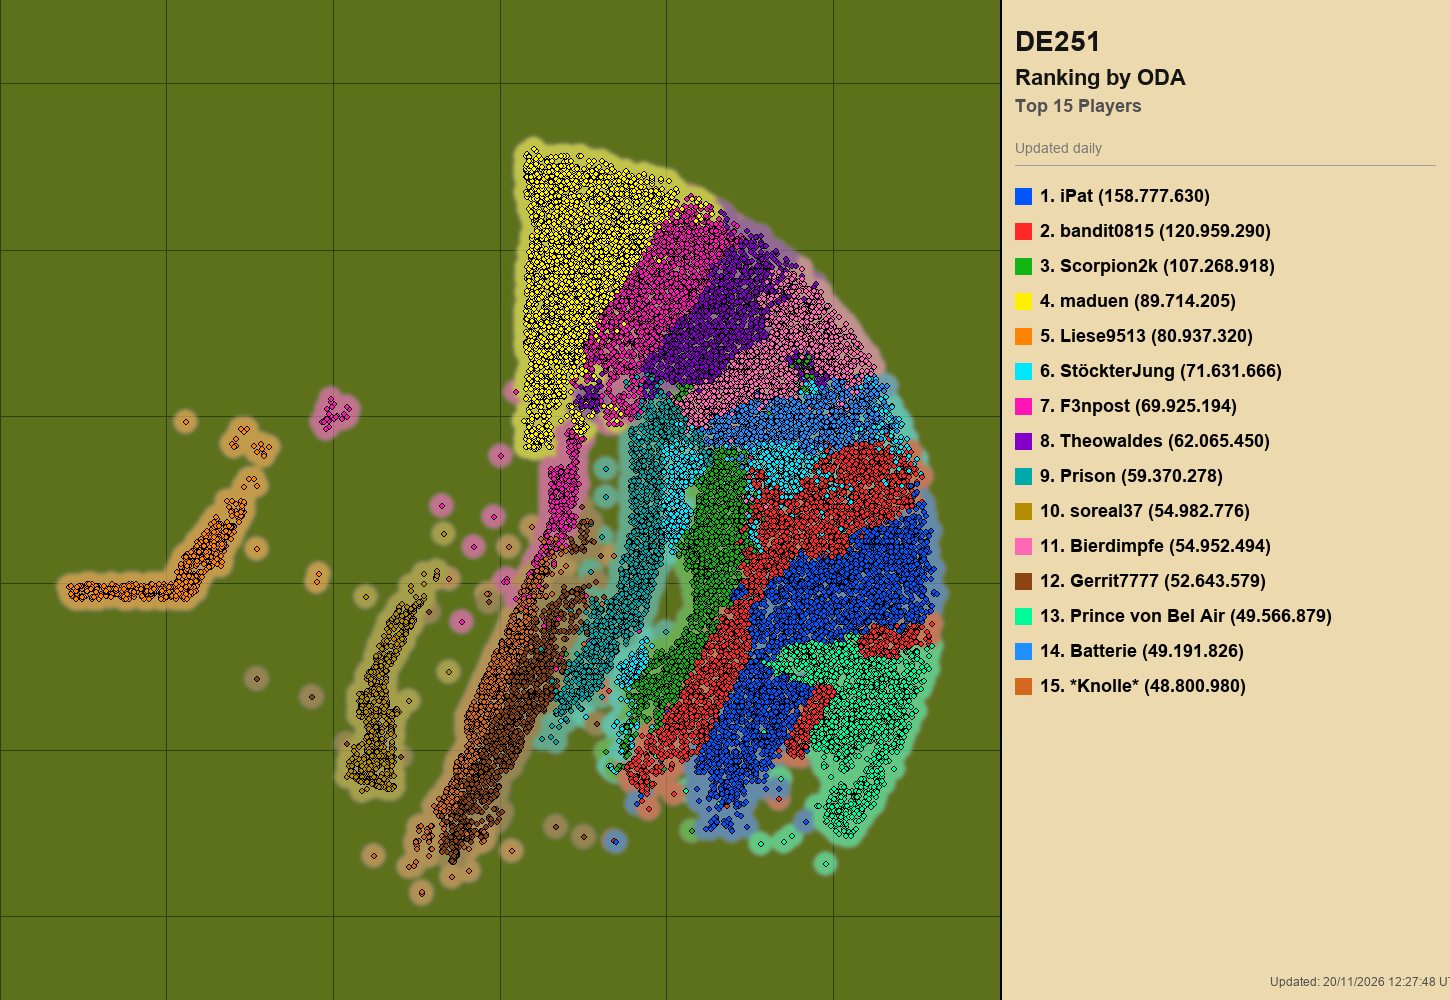 DE251
Ranking by ODA
Top 15 Players
Updated daily
1. iPat (158.777.630)
2. bandit0815 (120.959.290)
3. Scorpion2k (107.268.918)
4. maduen (89.714.205)
5. Liese9513 (80.937.320)
6. StöckterJung (71.631.666)
7. F3npost (69.925.194)
8. Theowaldes (62.065.450)
9. Prison (59.370.278)
10. soreal37 (54.982.776)
11. Bierdimpfe (54.952.494)
12. Gerrit7777 (52.643.579)
13. Prince von Bel Air (49.566.879)
14. Batterie (49.191.826)
15. *Knolle* (48.800.980)
Updated: 20/11/2026 12:27:48 U